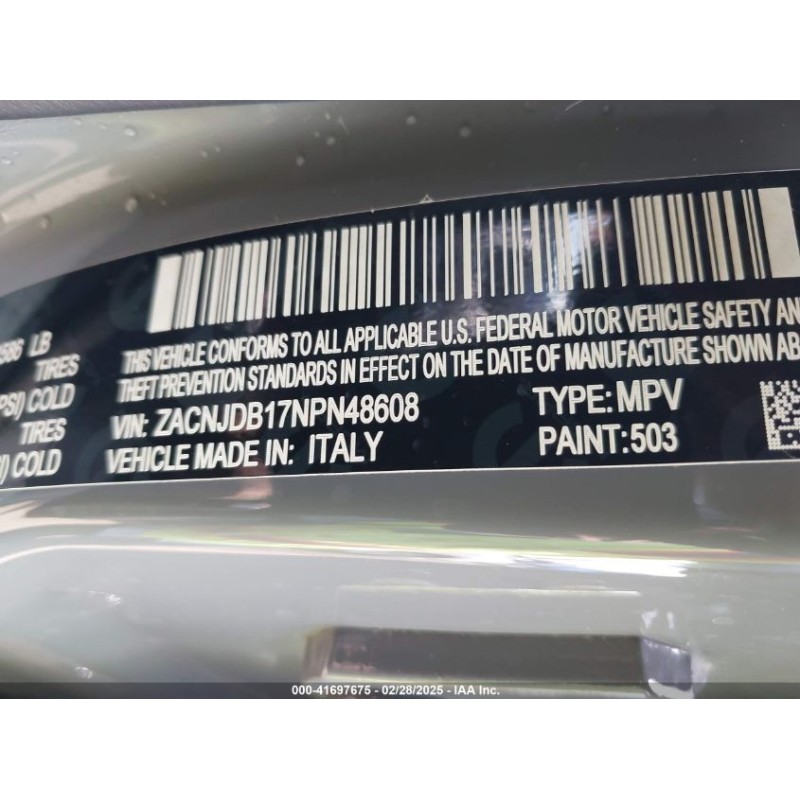 586 LB
TIRES
PSI) COLD
TIRES
I) COLD
THIS VEHICLE CONFORMS TO ALL APPLICABLE U.S. FEDERAL MOTOR VEHICLE SAFETY AN
THEFT PREVENTION STANDARDS IN EFFECT ON THE DATE OF MANUFACTURE SHOWN AB
VIN: ZACNJDB17NPN48608
TYPE: MPV
VEHICLE MADE IN: ITALY
PAINT:503
000-41697675 - 02/28/2025 - IAA Inc.